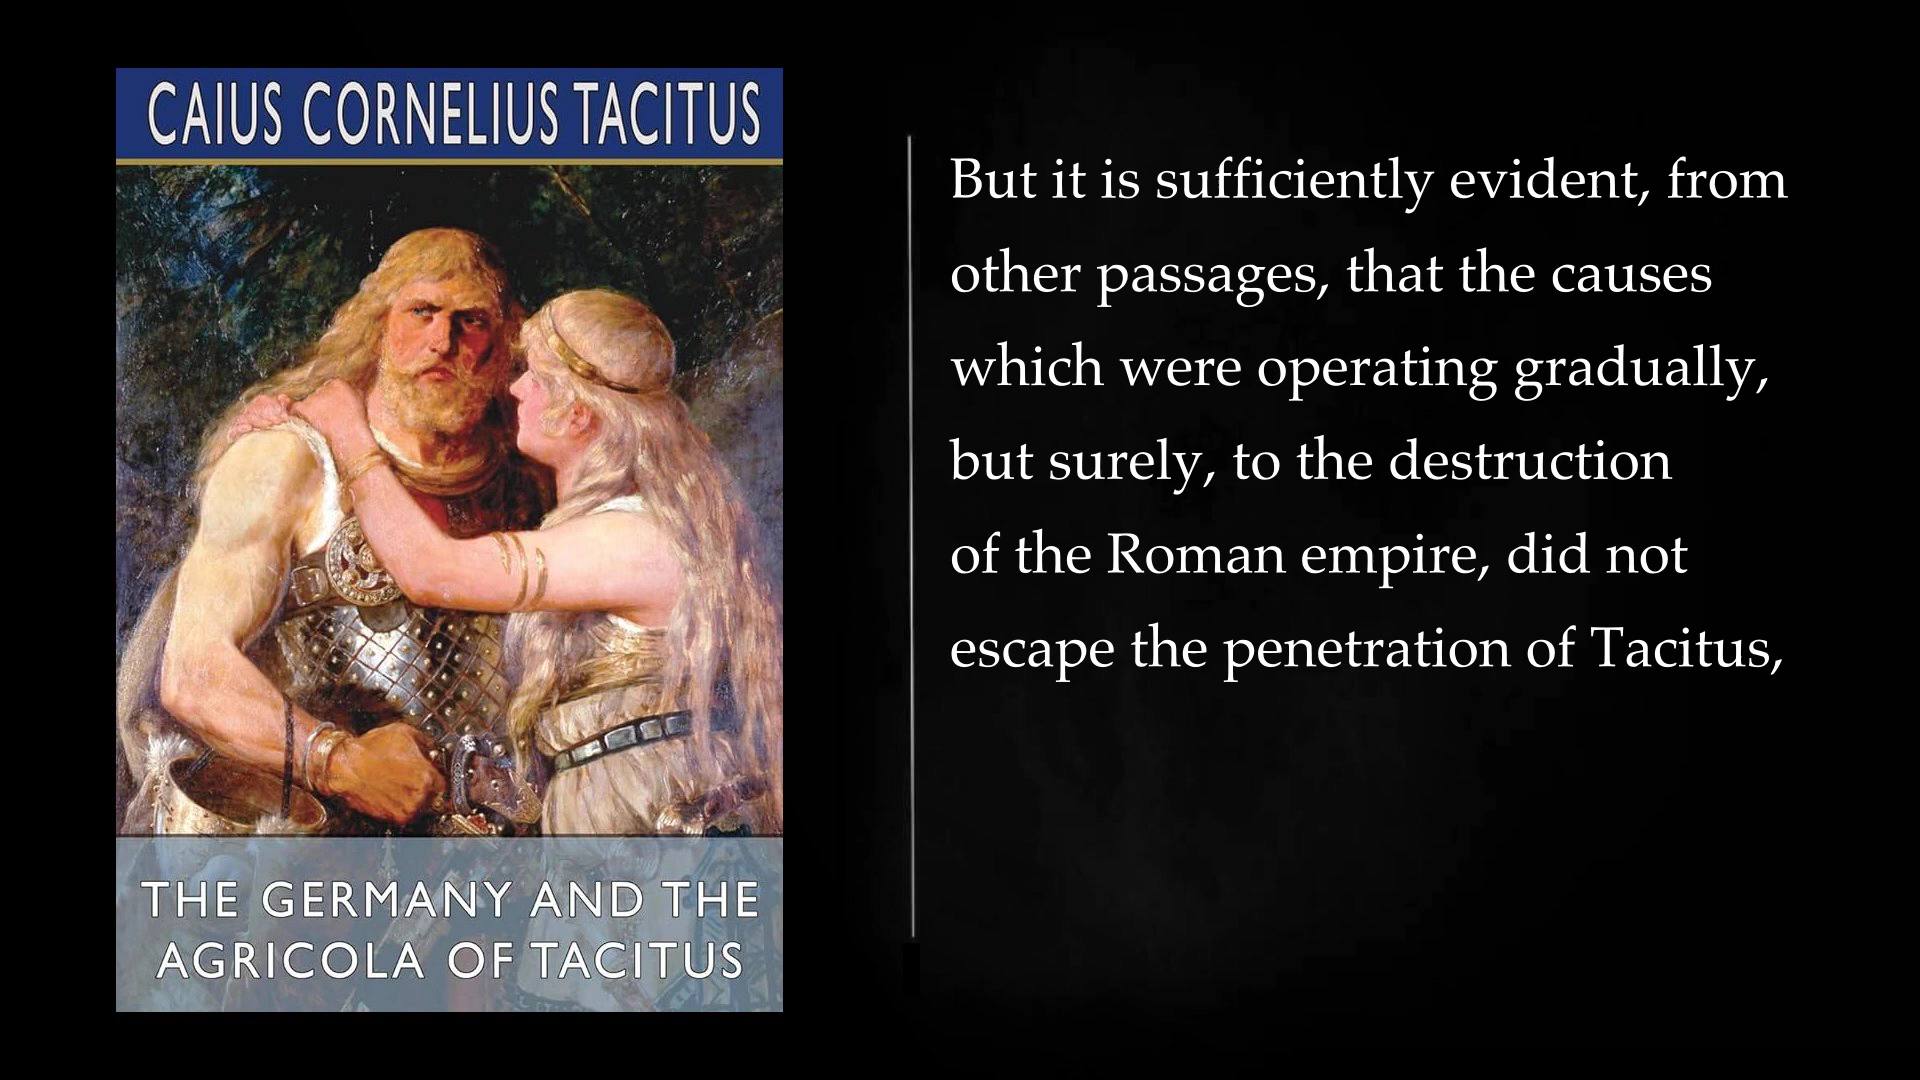 CAIUS CORNELIUS TACITUS
THE GERMANY AND THE
AGRICOLA OF TACITUS
But it is sufficiently evident, from
other passages, that the causes
which were operating gradually,
but surely, to the destruction
of the Roman empire, did not
escape the penetration of Tacitus,